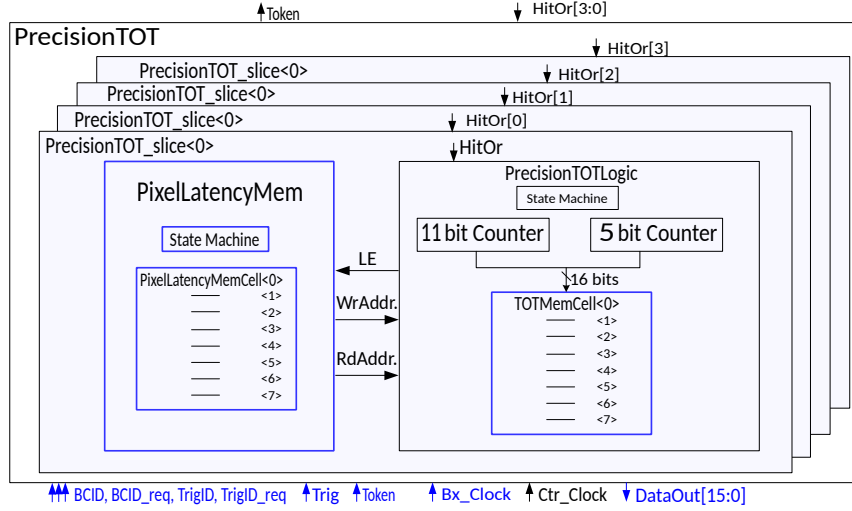 Token
HitOr[3:0]
PrecisionTOT
HitOr[3]
PrecisionTOT_slice<0>
HitOr[2]
PrecisionTOT_slice<0>
HitOr[1]
PrecisionTOT_slice<0>
HitOr[0]
PrecisionTOT_slice<0>
HitOr
PixelLatencyMem
State Machine
PixelLatencyMemCell<0>
<1>
<2>
<3>
<4>
<5>
<6>
<7>
LE
WrAddr.
RdAddr.
PrecisionTOTLogic
State Machine
11 bit Counter
5 bit Counter
16 bits
TOTMemCell<0>
<1>
<2>
<3>
<4>
<5>
<6>
<7>
BCID, BCID_req, TrigID, TrigID_req
Trig
Token
Bx_Clock
Ctr_Clock
DataOut[15:0]